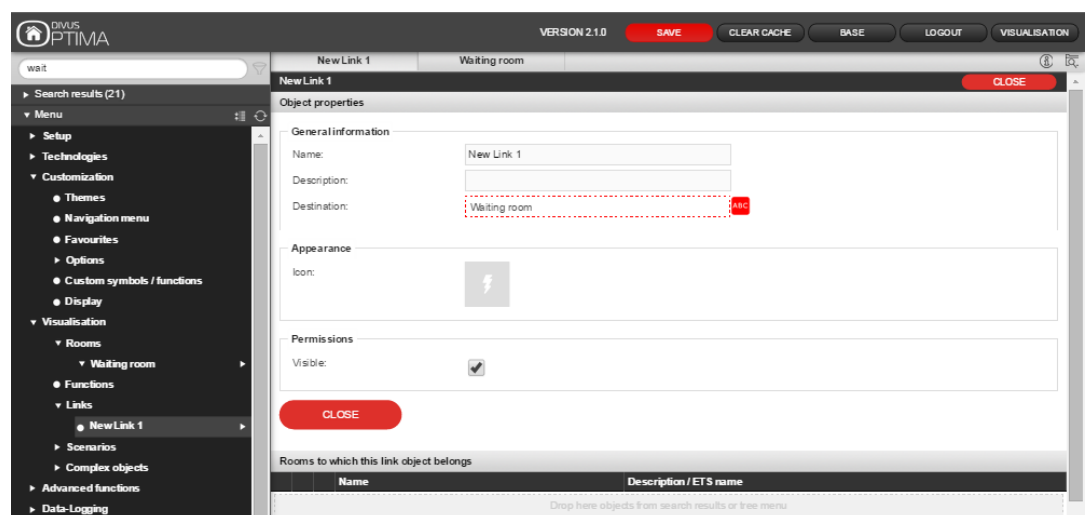 DIVUS
OPTIMA
VERSION 2.1.0
SAVE
CLEAR CACHE
BASE
LOGOUT
VISUALISATION
wait
New Link 1
Waiting room
New Link 1
CLOSE
Search results (21)
Object properties
Menu
Setup
Technologies
Customization
Themes
Navigation menu
Favourites
Options
Custom symbols / functions
Display
Visualisation
Rooms
Waiting room
Functions
Links
New Link 1
Scenarios
Complex objects
Advanced functions
Data-Logging
General information
Name:
New Link 1
Description:
Destination:
Waiting room
ABC
Appearance
Icon:
Permissions
Visible:
CLOSE
Rooms to which this link object belongs
Name
Description / ETS name
Drop here objects from search results or tree menu